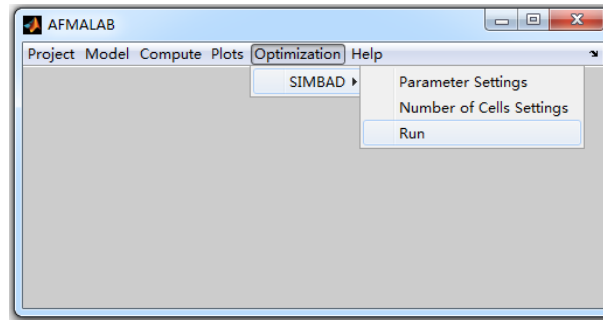 AFMALAB
Project Model Compute Plots Optimization Help
SIMBAD
Parameter Settings
Number of Cells Settings
Run